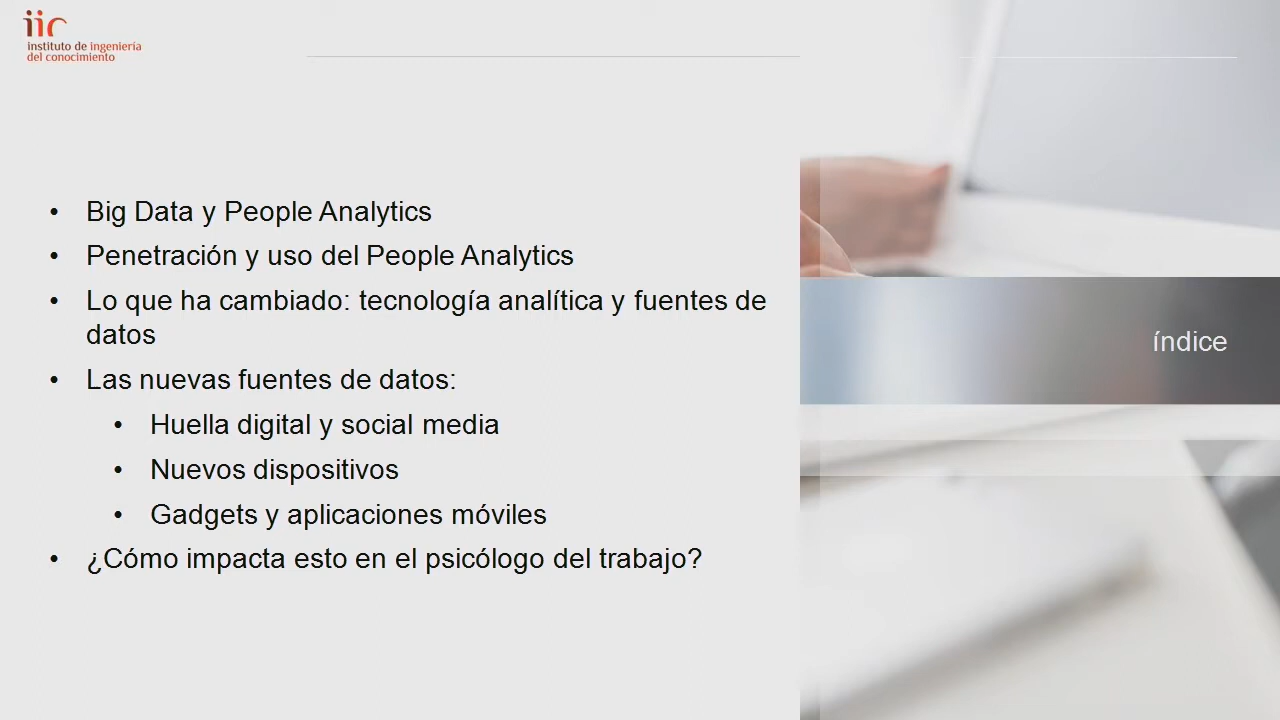 iic
instituto de ingeniería
del conocimiento
• Big Data y People Analytics
• Penetración y uso del People Analytics
• Lo que ha cambiado: tecnología analítica y fuentes de
datos
• Las nuevas fuentes de datos:
• Huella digital y social media
• Nuevos dispositivos
• Gadgets y aplicaciones móviles
• ¿Cómo impacta esto en el psicólogo del trabajo?
índice